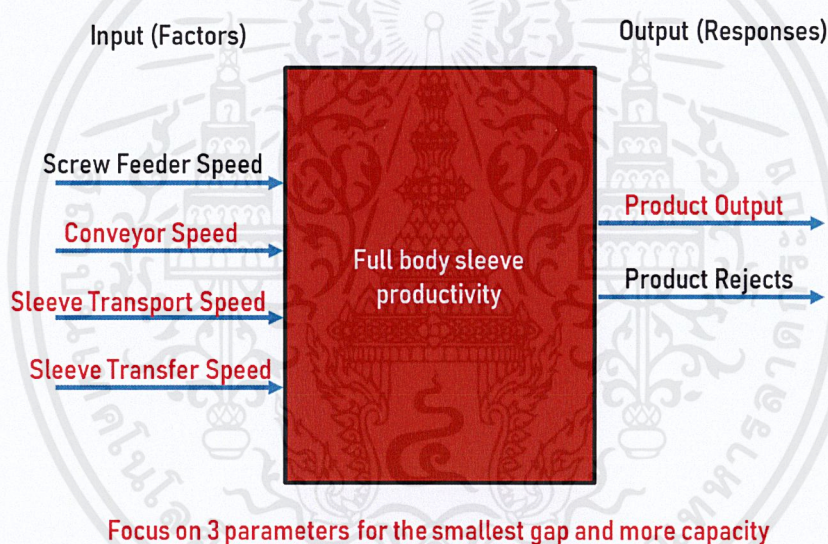 Input (Factors)
Output (Responses)
Screw Feeder Speed
Conveyor Speed
Sleeve Transport Speed
Sleeve Transfer Speed
Full body sleeve
productivity
Product Output
Product Rejects
Focus on 3 parameters for the smallest gap and more capacity